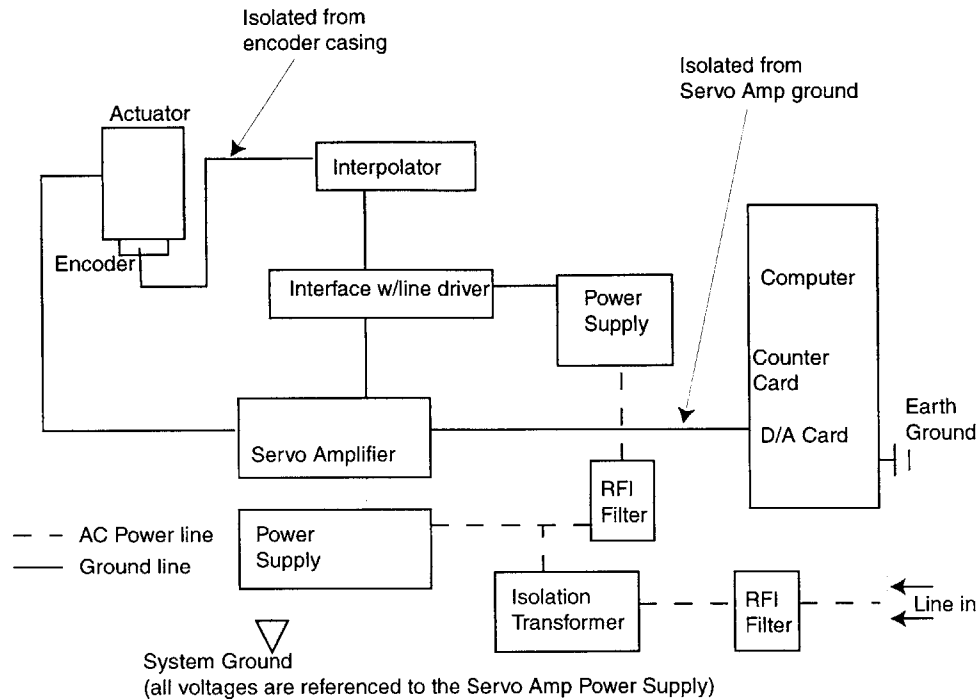 Isolated from
encoder casing
Isolated from
Servo Amp ground
Actuator
Interpolator
Encoder
Interface w/line driver
Power
Supply
Computer
Counter
Card
D/A Card
Earth
Ground
Servo Amplifier
RFI
Filter
AC Power line
Ground line
Power
Supply
Isolation
Transformer
RFI
Filter
Line in
System Ground
(all voltages are referenced to the Servo Amp Power Supply)